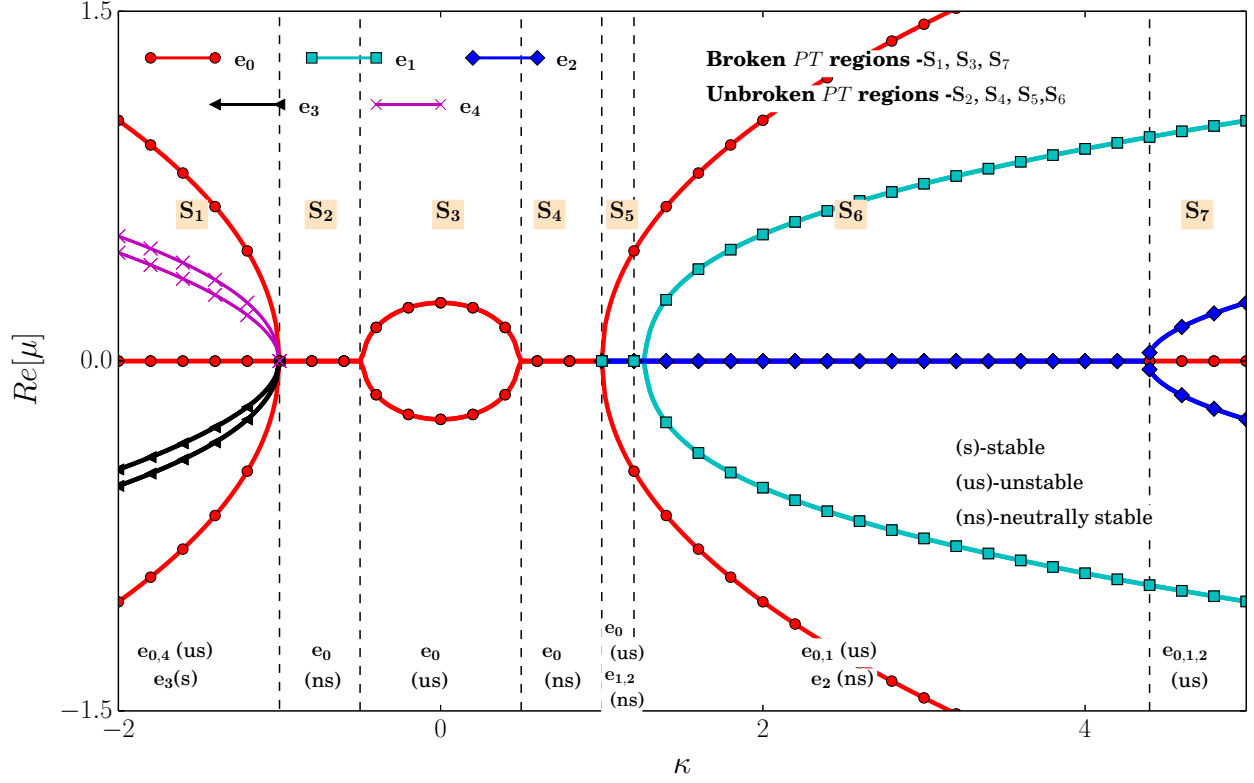 1.5
e0 e1 e2
e3 e4
Broken PT regions -S1, S3, S7
Unbroken PT regions -S2, S4, S5,S6
S1 S2 S3 S4 S5 S6 S7
Re[μ]
0.0
(s)-stable
(us)-unstable
(ns)-neutrally stable
e0,4 (us)
e3(s)
e0
(ns)
e0
(us)
e0
(ns)
e0
(us)
e1,2
(ns)
e0,1 (us)
e2 (ns)
e0,1,2
(us)
−1.5
−2 0 2 4
κ